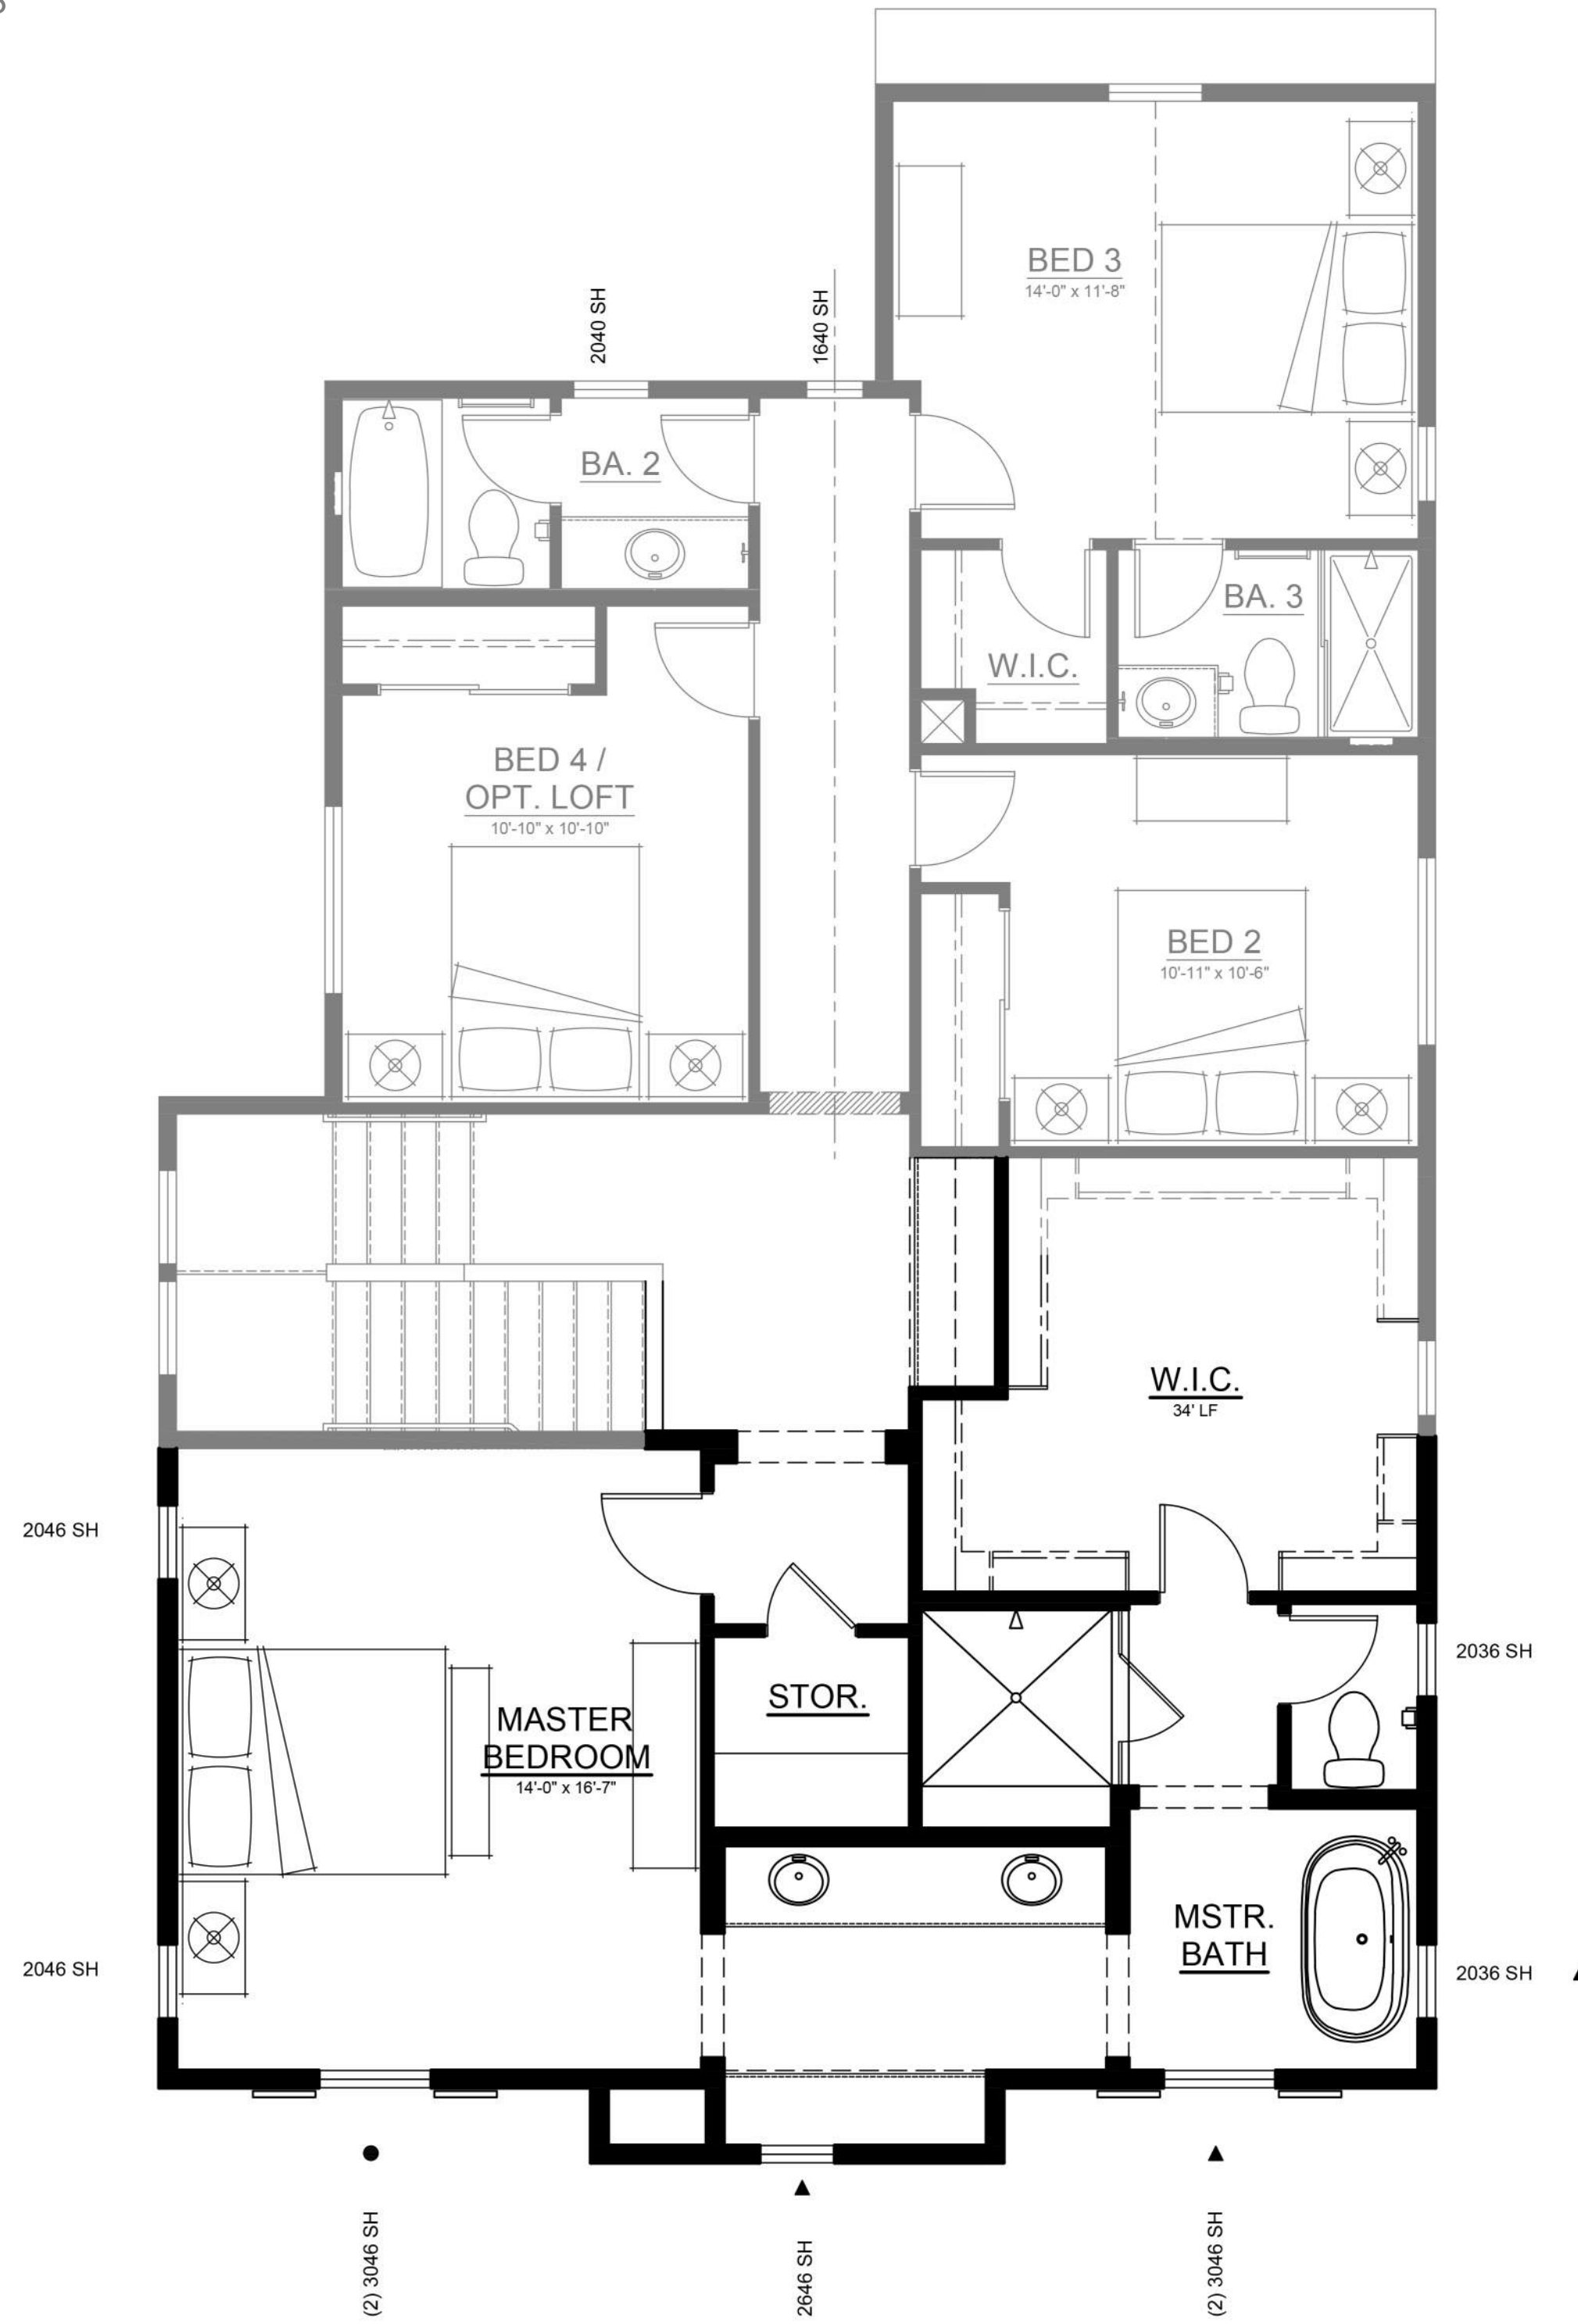 BED 3
14'-0" x 11'-8"
2040 SH
1640 SH
BA. 2
BA. 3
W.I.C.
BED 4 /
OPT. LOFT
10'-10" x 10'-10"
BED 2
10'-11" x 10'-6"
W.I.C.
34' LF
2046 SH
2036 SH
STOR.
MASTER
BEDROOM
14'-0" x 16'-7"
MSTR.
BATH
2046 SH
2036 SH
(2) 3046 SH
2646 SH
(2) 3046 SH